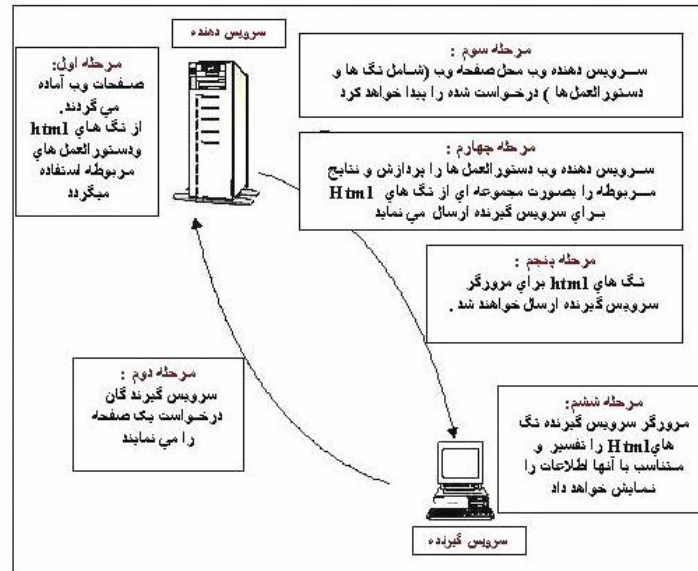 سرویس دهنده
مرحله اول:
صفحات وب آماده
می گردند.
از تگ های html
ودستورالعمل های
مربوطه استفاده
میگردد
مرحله سوم :
سرویس دهنده وب محل صفحه وب (شامل تگ ها و
دستورالعمل ها ) درخواست شده را پیدا خواهد کرد
مرحله چهارم :
سرویس دهنده وب دستورالعمل ها را پردازش و نتایج
مربوطه را بصورت مجموعه ای از تگ های Html
برای سرویس گیرنده ارسال می نماید
مرحله پنجم :
تگ های html برای مرورگر
سرویس گیرنده ارسال خواهند شد .
مرحله دوم :
سرویس گیرندگان
درخواست یک صفحه
را می نمایند
مرحله ششم:
مرورگر سرویس گیرنده تگ
هایHtml را تفسیر و
متناسب با آنها اطلاعات را
نمایش خواهد داد
سرویس گیرنده